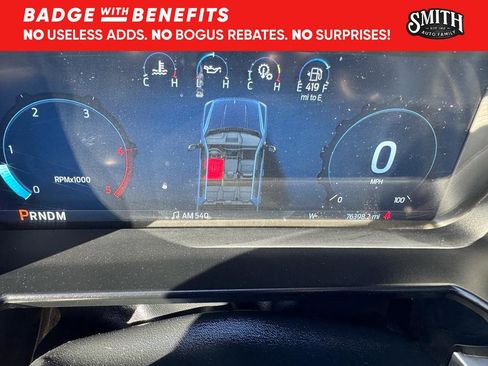 BADGE WITH BENEFITS
NO USELESS ADDS. NO BOGUS REBATES. NO SURPRISES!
SMITH
AUTO FAMILY
C H
C H
C H
E 419 F
mi to E
0 1 2 3 4 5
RPMx1000
0
MPH
0 100
PRNDM
AM 540
W
76398.2 mi